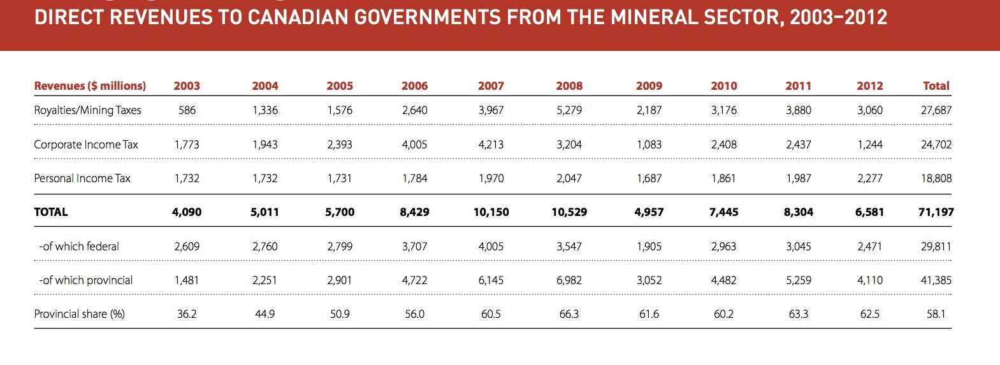 DIRECT REVENUES TO CANADIAN GOVERNMENTS FROM THE MINERAL SECTOR, 2003–2012
Revenues ($ millions) 2003 2004 2005 2006 2007 2008 2009 2010 2011 2012 Total
Royalties/Mining Taxes 586 1,336 1,576 2,640 3,967 5,279 2,187 3,176 3,880 3,060 27,687
Corporate Income Tax 1,773 1,943 2,393 4,005 4,213 3,204 1,083 2,408 2,437 1,244 24,702
Personal Income Tax 1,732 1,732 1,731 1,784 1,970 2,047 1,687 1,861 1,987 2,277 18,808
TOTAL 4,090 5,011 5,700 8,429 10,150 10,529 4,957 7,445 8,304 6,581 71,197
-of which federal 2,609 2,760 2,799 3,707 4,005 3,547 1,905 2,963 3,045 2,471 29,811
-of which provincial 1,481 2,251 2,901 4,722 6,145 6,982 3,052 4,482 5,259 4,110 41,385
Provincial share (%) 36.2 44.9 50.9 56.0 60.5 66.3 61.6 60.2 63.3 62.5 58.1